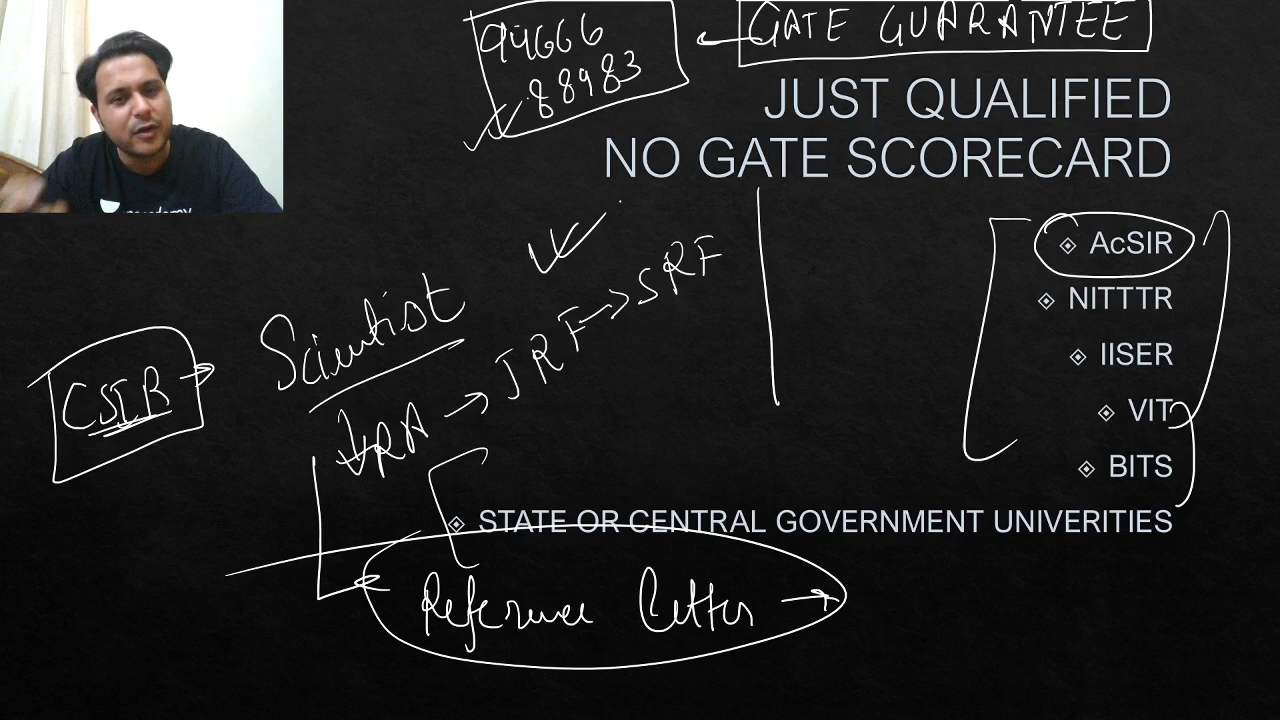 94666
88983
GATE GUARANTEE
JUST QUALIFIED
NO GATE SCORECARD
AcSIR
NITTTR
IISER
VIT
BITS
STATE OR CENTRAL GOVERNMENT UNIVERITIES
CSIR → Scientist
RA → JRF → SRF
Reference letter →